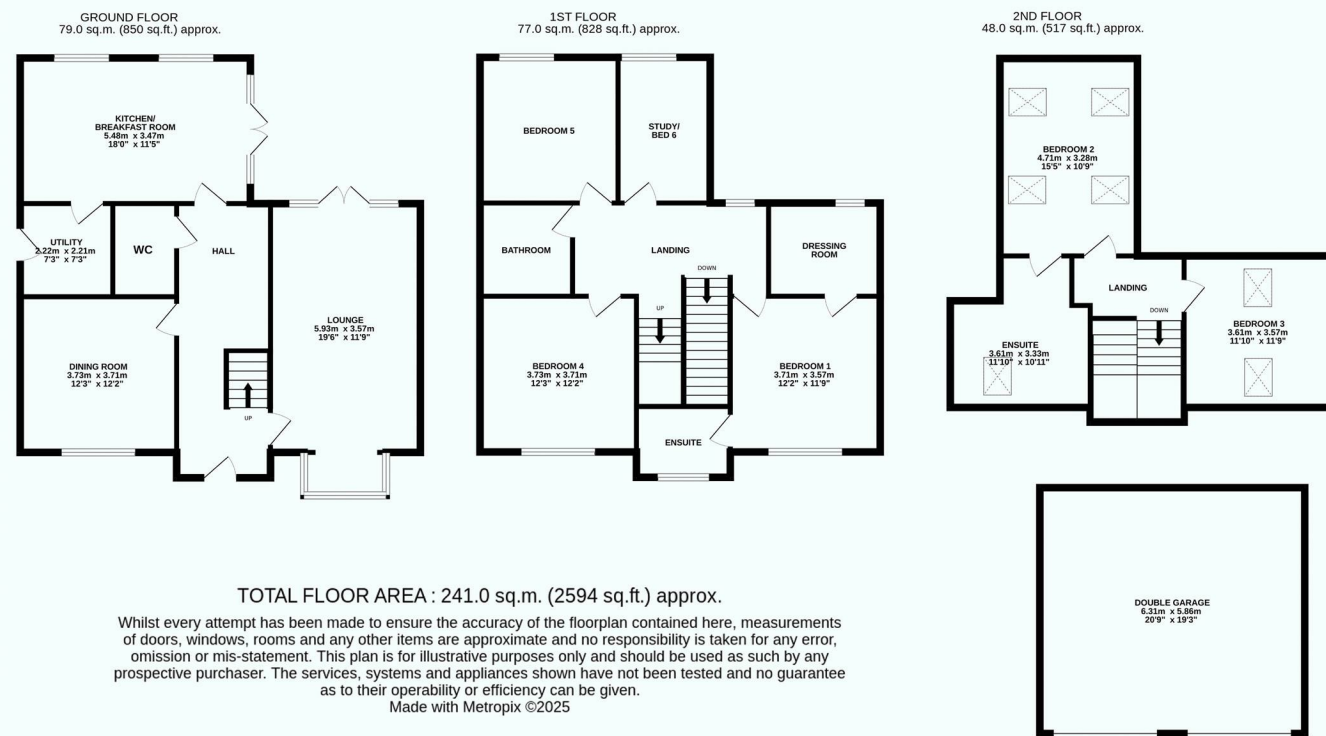 GROUND FLOOR
79.0 sq.m. (850 sq.ft.) approx.
KITCHEN/
BREAKFAST ROOM
5.48m x 3.47m
18'0" x 11'5"
UTILITY
2.22m x 2.21m
7'3" x 7'3"
WC
HALL
LOUNGE
5.93m x 3.57m
19'6" x 11'9"
DINING ROOM
3.73m x 3.71m
12'3" x 12'2"
UP
1ST FLOOR
77.0 sq.m. (828 sq.ft.) approx.
BEDROOM 5
STUDY/
BED 6
BATHROOM
LANDING
DRESSING
ROOM
DOWN
UP
BEDROOM 4
3.73m x 3.71m
12'3" x 12'2"
BEDROOM 1
3.71m x 3.57m
12'2" x 11'9"
ENSUITE
2ND FLOOR
48.0 sq.m. (517 sq.ft.) approx.
BEDROOM 2
4.71m x 3.28m
15'5" x 10'9"
LANDING
DOWN
BEDROOM 3
3.61m x 3.57m
11'10" x 11'9"
ENSUITE
3.61m x 3.33m
11'10" x 10'11"
DOUBLE GARAGE
6.31m x 5.86m
20'9" x 19'3"
TOTAL FLOOR AREA : 241.0 sq.m. (2594 sq.ft.) approx.
Whilst every attempt has been made to ensure the accuracy of the floorplan contained here, measurements
of doors, windows, rooms and any other items are approximate and no responsibility is taken for any error,
omission or mis-statement. This plan is for illustrative purposes only and should be used as such by any
prospective purchaser. The services, systems and appliances shown have not been tested and no guarantee
as to their operability or efficiency can be given.
Made with Metropix ©2025